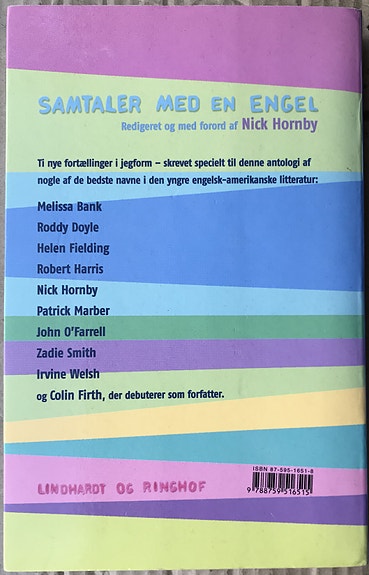 SAMTALER MED EN ENGEL
Redigeret og med forord af Nick Hornby
Ti nye fortællinger i jegform – skrevet specielt til denne antologi af
nogle af de bedste navne i den yngre engelsk-amerikanske litteratur:
Melissa Bank
Roddy Doyle
Helen Fielding
Robert Harris
Nick Hornby
Patrick Marber
John O'Farrell
Zadie Smith
Irvine Welsh
og Colin Firth, der debuterer som forfatter.
ISBN 87-595-1651-8
9 788759 516515
LINDHARDT OG RINGHOF